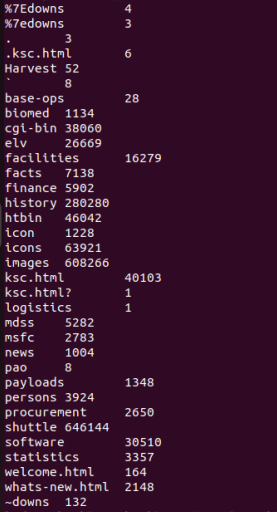 %7Edowns 4
%7edowns 3
. 3
.ksc.html 6
Harvest 52
` 8
base-ops 28
biomed 1134
cgi-bin 38060
elv 26669
facilities 16279
facts 7138
finance 5902
history 280280
htbin 46042
icon 1228
icons 63921
images 608266
ksc.html 40103
ksc.html? 1
logistics 1
mdss 5282
msfc 2783
news 1004
pao 8
payloads 1348
persons 3924
procurement 2650
shuttle 646144
software 30510
statistics 3357
welcome.html 164
whats-new.html 2148
~downs 132